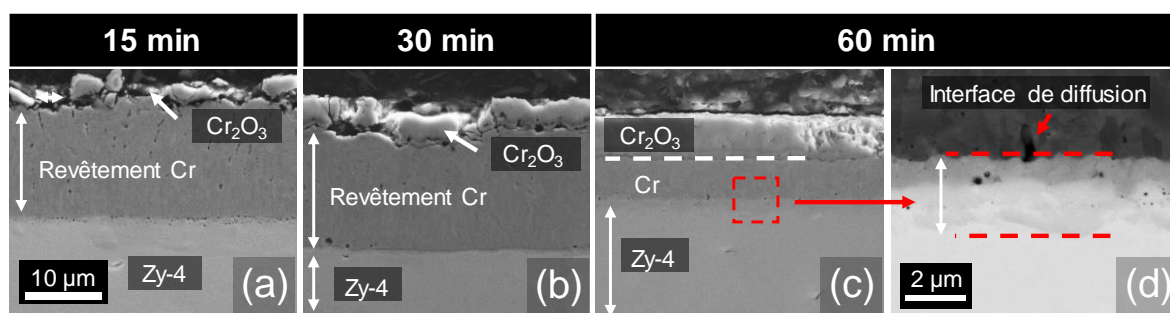 15 min
30 min
60 min
Cr₂O₃
Revêtement Cr
Zy-4
10 µm
(a)
Cr₂O₃
Revêtement Cr
Zy-4
(b)
Cr₂O₃
Cr
Zy-4
(c)
Interface de diffusion
2 µm
(d)